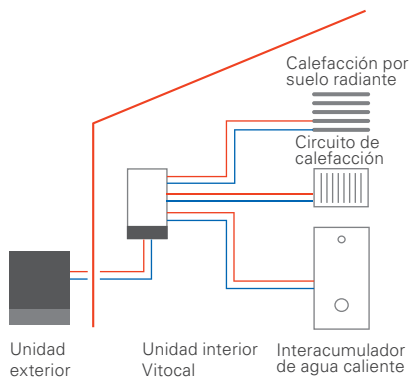 Calefacción por
suelo radiante
Circuito de
calefacción
Unidad
exterior
Unidad interior
Vitocal
Interacumulador
de agua caliente